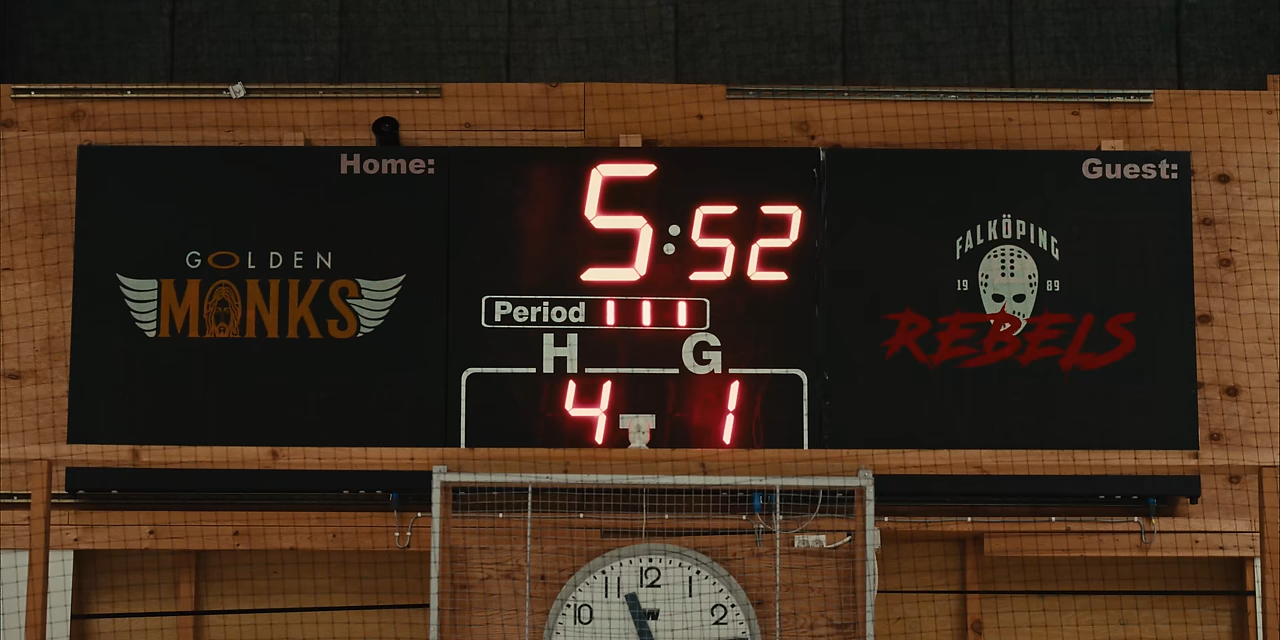 Home:
Guest:
5:52
GOLDEN
MONKS
FALKÖPING
19 89
REBELS
Period 111
H G
4 1
12
11 1
10 2
W